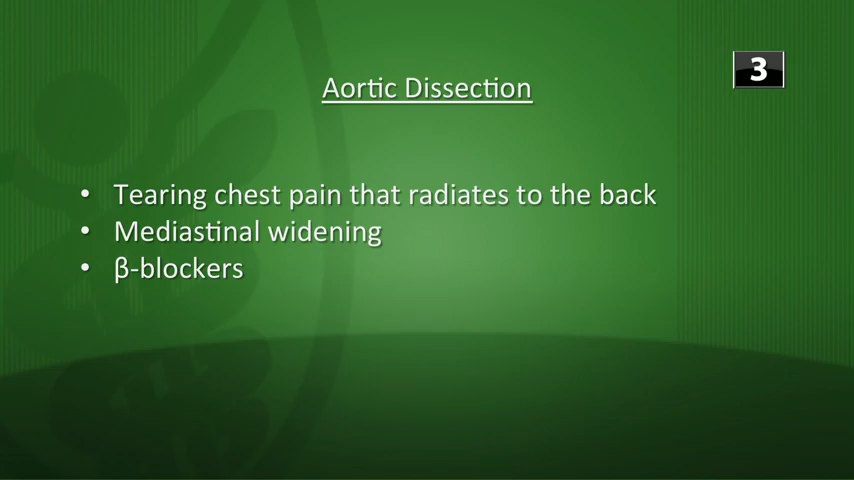 3
Aortic Dissection
• Tearing chest pain that radiates to the back
• Mediastinal widening
• β-blockers